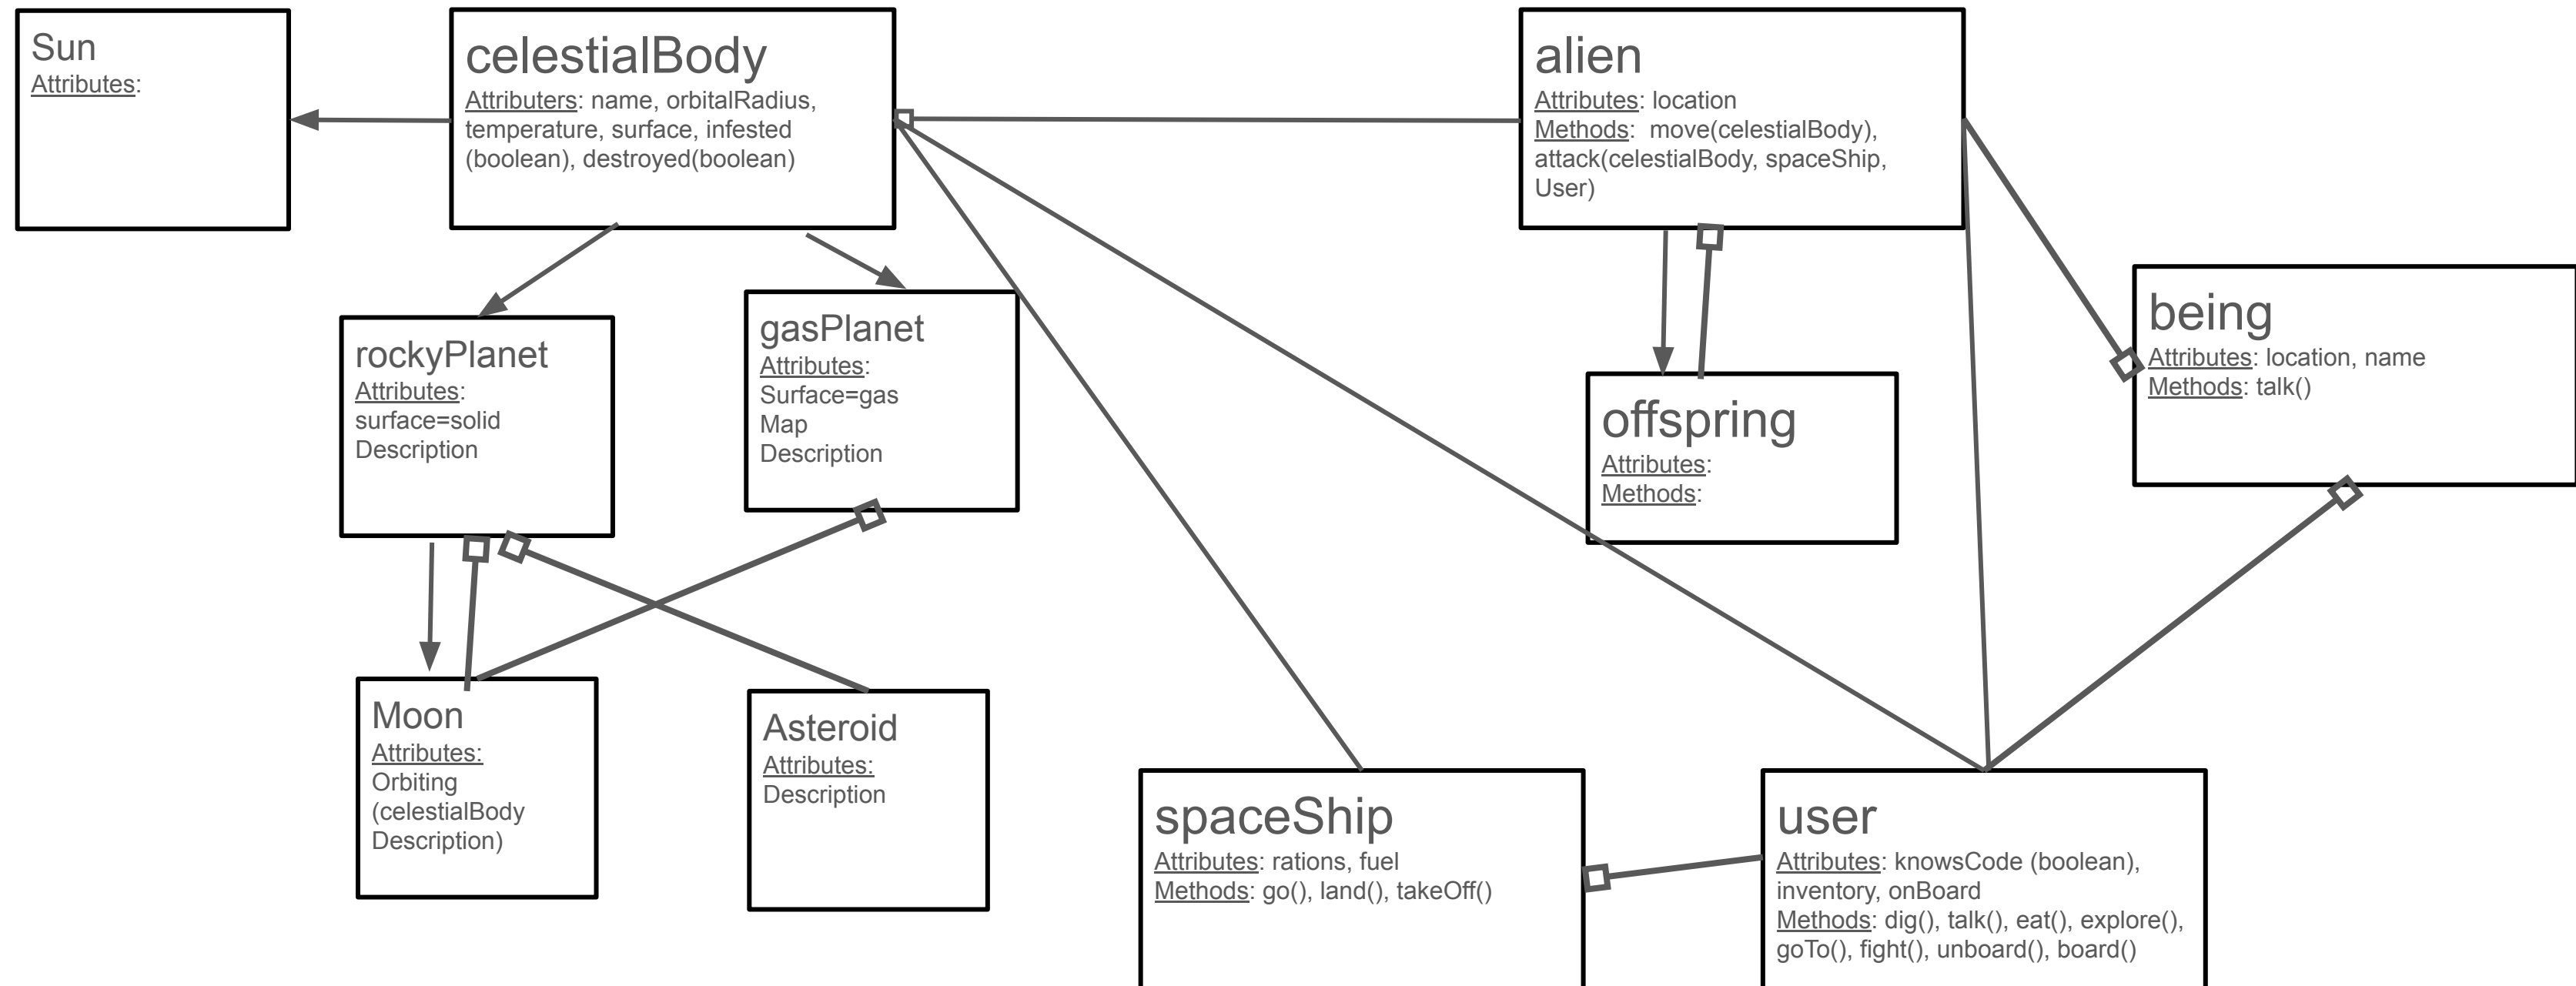 Sun
Attributes:
celestialBody
Attributers: name, orbitalRadius,
temperature, surface, infested
(boolean), destroyed(boolean)
alien
Attributes: location
Methods:  move(celestialBody),
attack(celestialBody, spaceShip,
User)
being
Attributes: location, name
Methods: talk()
rockyPlanet
Attributes:
surface=solid
Description
gasPlanet
Attributes:
Surface=gas
Map
Description
offspring
Attributes:
Methods:
Moon
Attributes:
Orbiting
(celestialBody
Description)
Asteroid
Attributes:
Description
spaceShip
Attributes: rations, fuel
Methods: go(), land(), takeOff()
user
Attributes: knowsCode (boolean),
inventory, onBoard
Methods: dig(), talk(), eat(), explore(),
goTo(), fight(), unboard(), board()